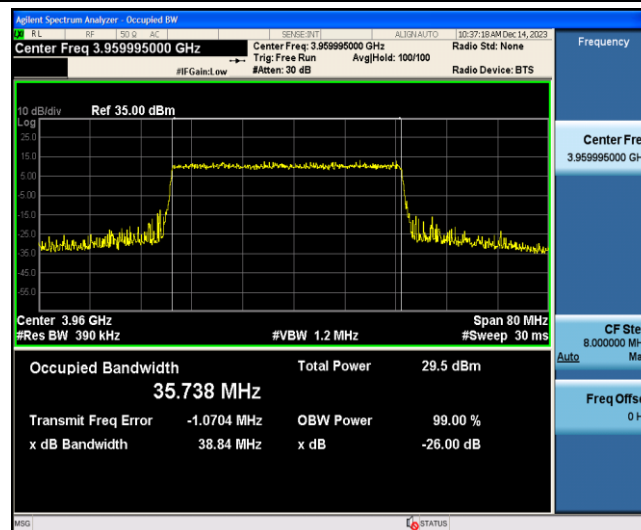 Agilent Spectrum Analyzer - Occupied BW
RL RF 50 Ω AC SENSE:INT ALIGNAUTO 10:37:18AM Dec 14, 2023
Center Freq 3.959995000 GHz
Center Freq: 3.959995000 GHz
Radio Std: None
Trig: Free Run Avg|Hold: 100/100
#IFGain:Low #Atten: 30 dB Radio Device: BTS
Frequency
10 dB/div Ref 35.00 dBm
Log
25.0
15.0
5.00
-5.00
-15.0
-25.0
-35.0
-45.0
-55.0
Center Fre
3.959995000 GH
Center 3.96 GHz Span 80 MHz
#Res BW 390 kHz #VBW 1.2 MHz #Sweep 30 ms
CF Ste
8.000000 MH
Auto Ma
Occupied Bandwidth Total Power 29.5 dBm
35.738 MHz
Transmit Freq Error -1.0704 MHz OBW Power 99.00 %
x dB Bandwidth 38.84 MHz x dB -26.00 dB
Freq Offse
0 H
MSG STATUS